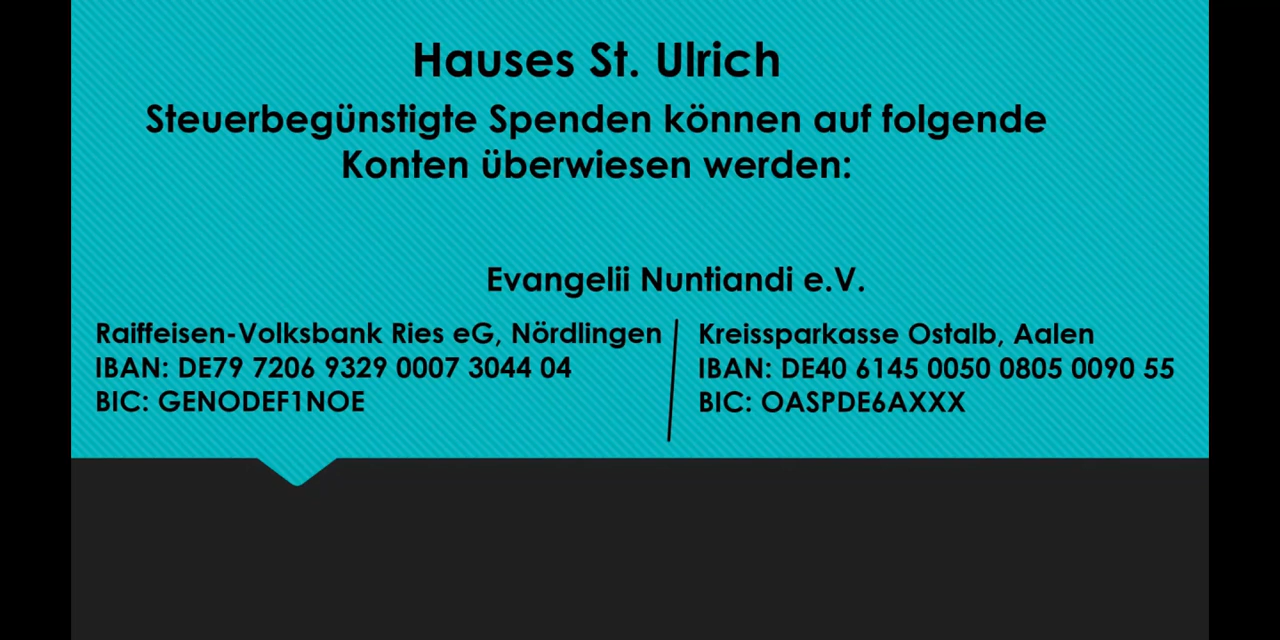 Hauses St. Ulrich
Steuerbegünstigte Spenden können auf folgende
Konten überwiesen werden:
Evangelii Nuntiandi e.V.
Raiffeisen-Volksbank Ries eG, Nördlingen
IBAN: DE79 7206 9329 0007 3044 04
BIC: GENODEF1NOE
Kreissparkasse Ostalb, Aalen
IBAN: DE40 6145 0050 0805 0090 55
BIC: OASPDE6AXXX